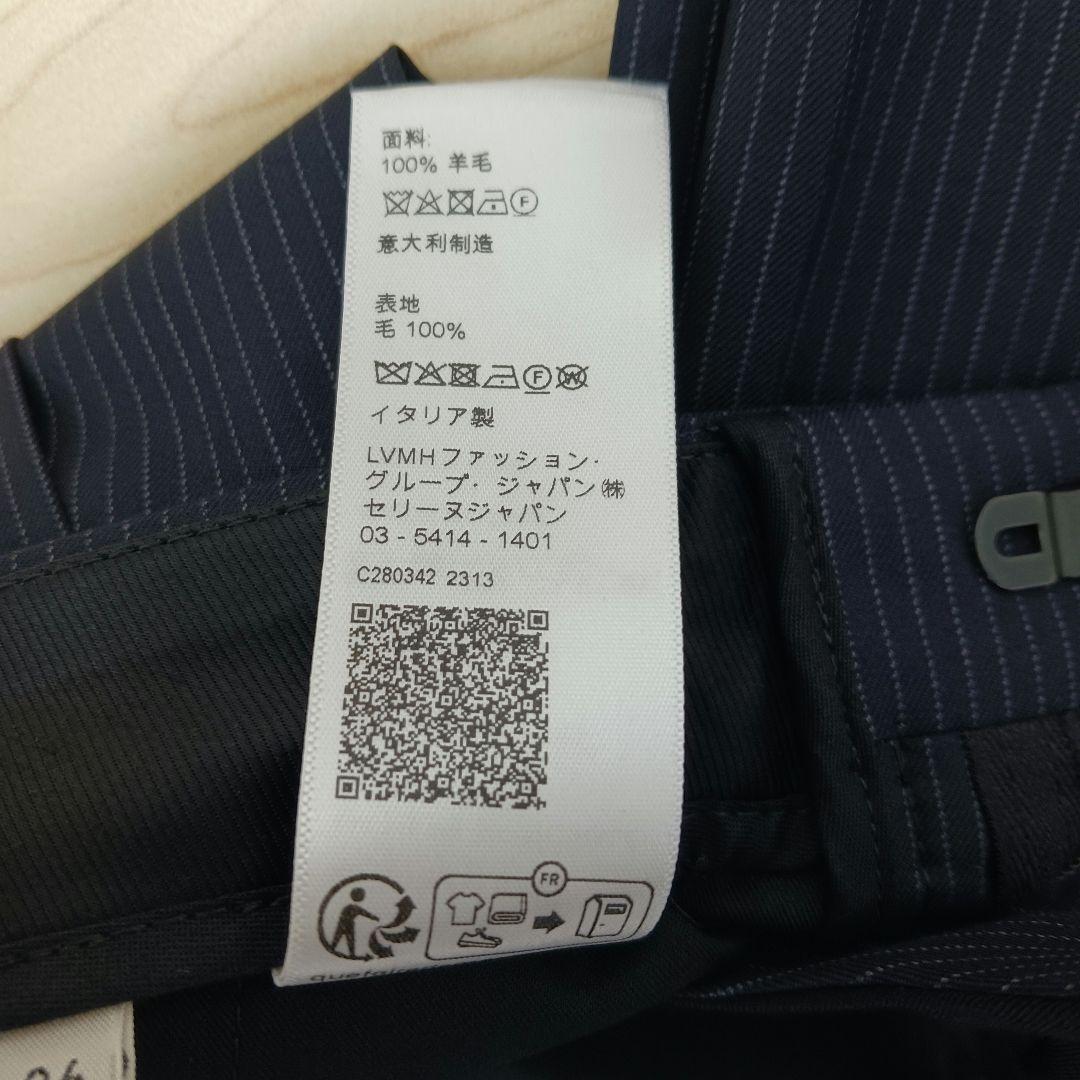 面料:
100% 羊毛
F
意大利制造
表地
毛 100%
F W
イタリア製
LVMHファッション·
グループ· ジャパン㈱
セリーヌジャパン
03 - 5414 - 1401
C280342 2313
FR